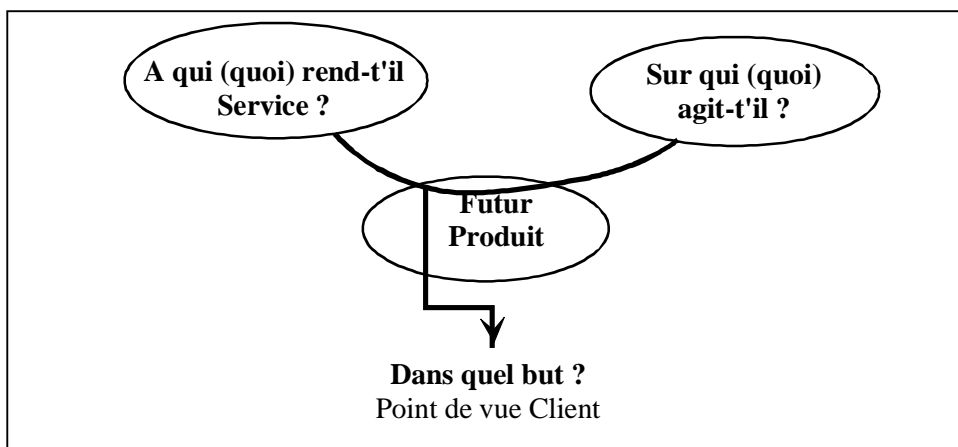 A qui (quoi) rend-t'il
Service ?
Sur qui (quoi)
agit-t'il ?
Futur
Produit
Dans quel but ?
Point de vue Client